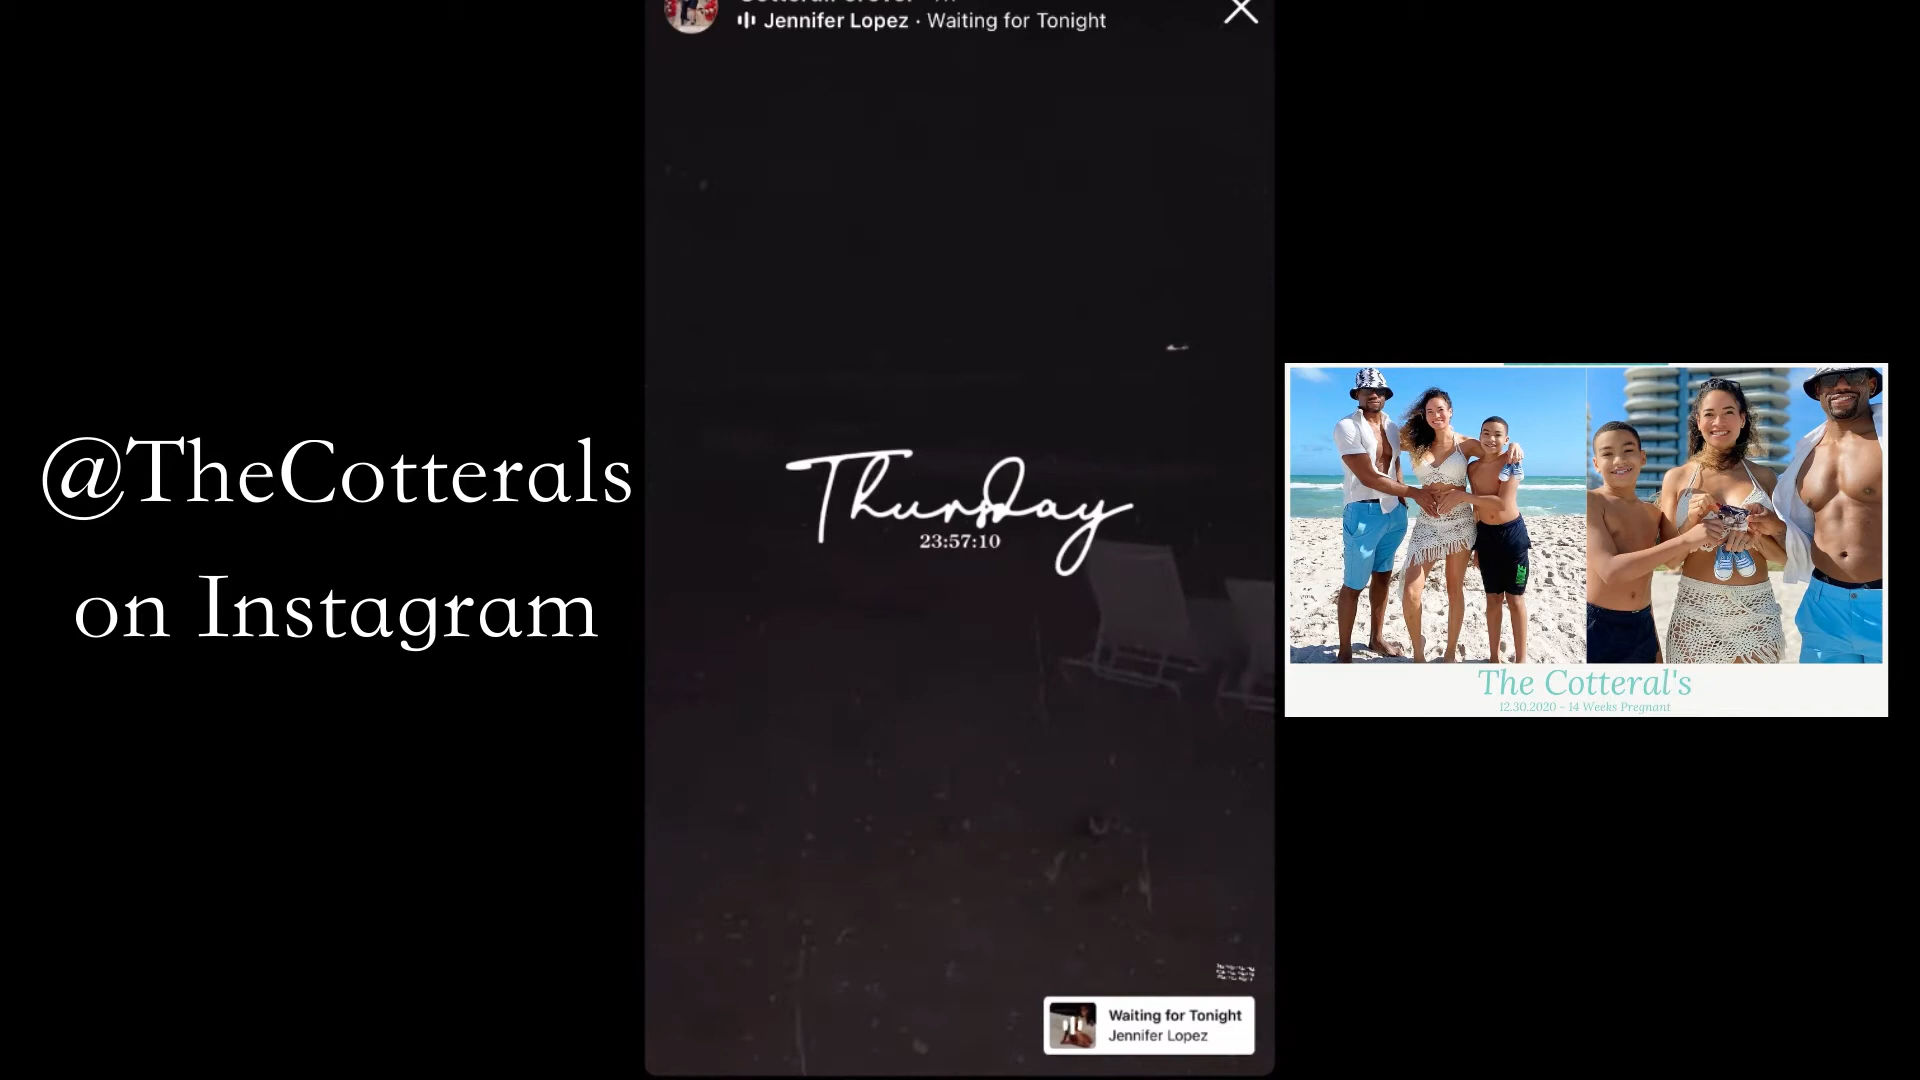 @TheCotterals
on Instagram
Jennifer Lopez · Waiting for Tonight
Thursday
23:57:10
Waiting for Tonight
Jennifer Lopez
The Cotteral's
12.30.2020 - 14 Weeks Pregnant